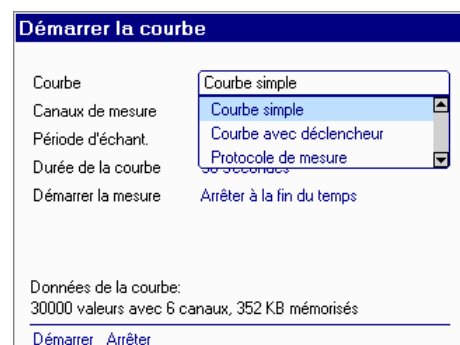 Démarrer la courbe
Courbe
Courbe simple
Canaux de mesure
Courbe simple
Période d'échant.
Courbe avec déclencheur
Protocole de mesure
Durée de la courbe
Démarrer la mesure
Arrêter à la fin du temps
Données de la courbe:
30000 valeurs avec 6 canaux, 352 KB mémorisés
Démarrer Arrêter